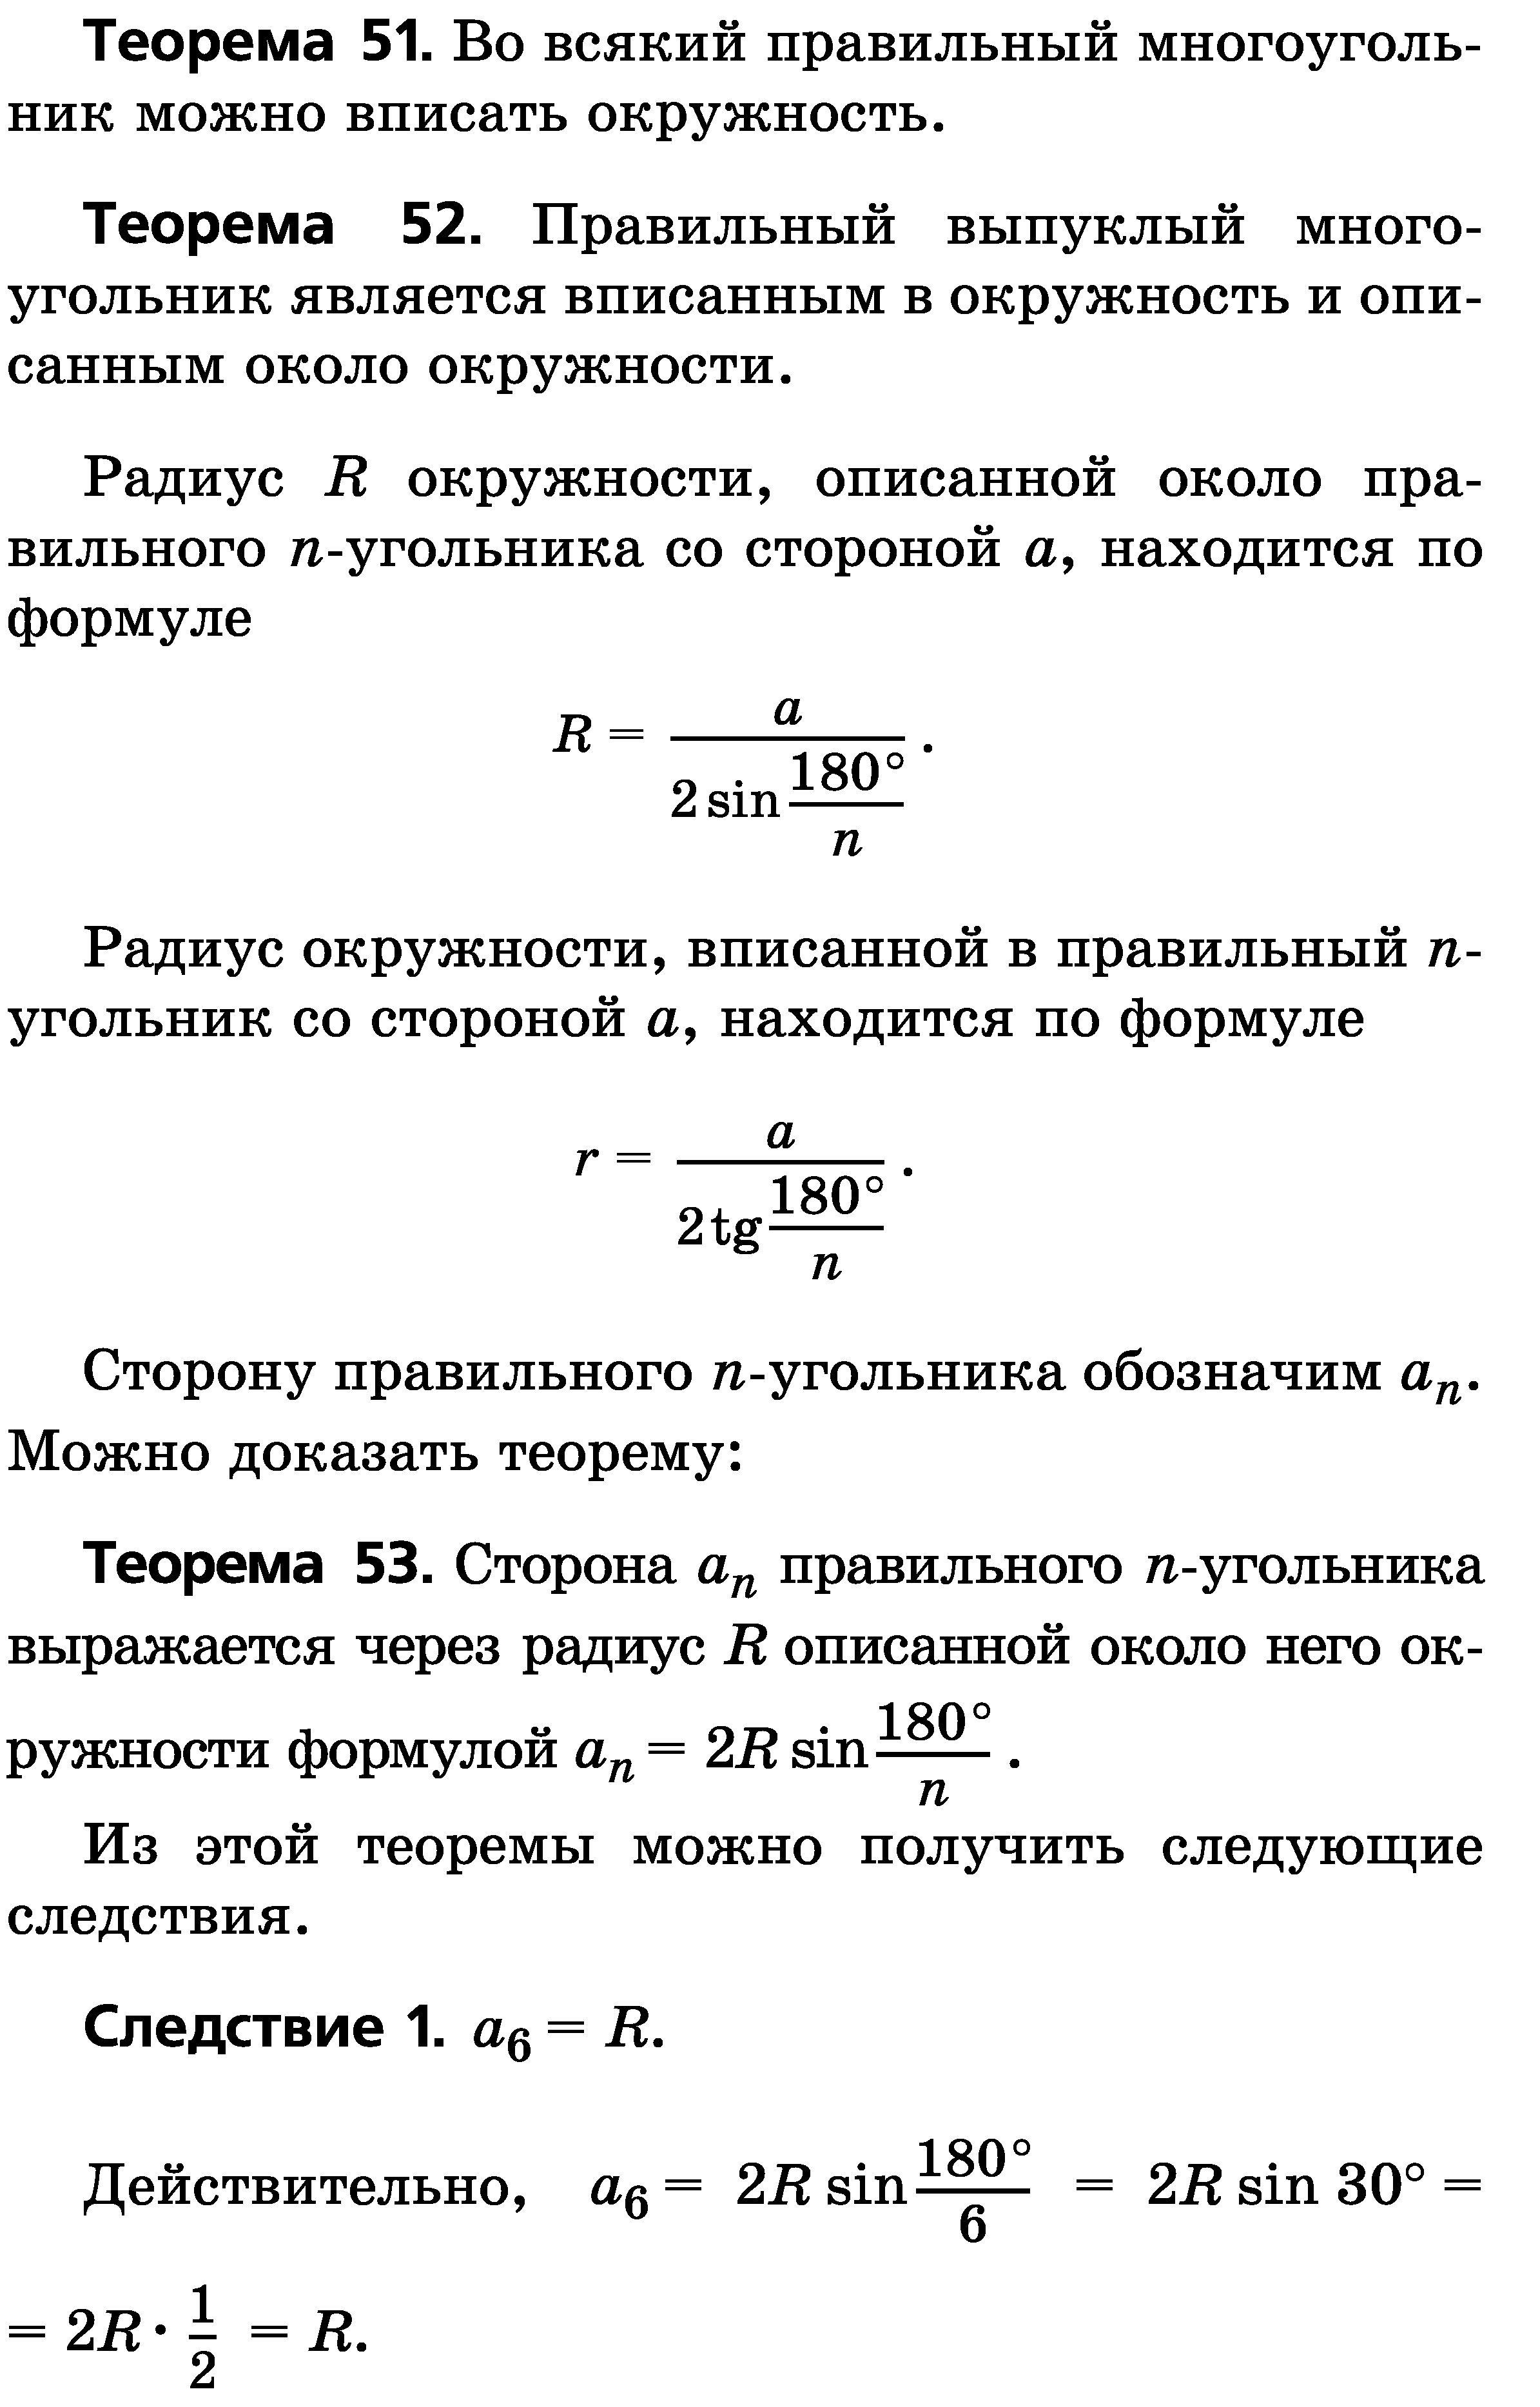 Теорема 51. Во всякий правильный многоуголь-
ник можно вписать окружность.
Теорема 52. Правильный выпуклый много-
угольник является вписанным в окружность и опи-
санным около окружности.
Радиус R окружности, описанной около пра-
вильного n-угольника со стороной a, находится по
формуле
R = a / (2 sin 180°/n).
Радиус окружности, вписанной в правильный n-
угольник со стороной a, находится по формуле
r = a / (2 tg 180°/n).
Сторону правильного n-угольника обозначим aₙ.
Можно доказать теорему:
Теорема 53. Сторона aₙ правильного n-угольника
выражается через радиус R описанной около него ок-
ружности формулой aₙ = 2R sin 180°/n.
Из этой теоремы можно получить следующие
следствия.
Следствие 1. a₆ = R.
Действительно, a₆ = 2R sin 180°/6 = 2R sin 30° =
= 2R · 1/2 = R.